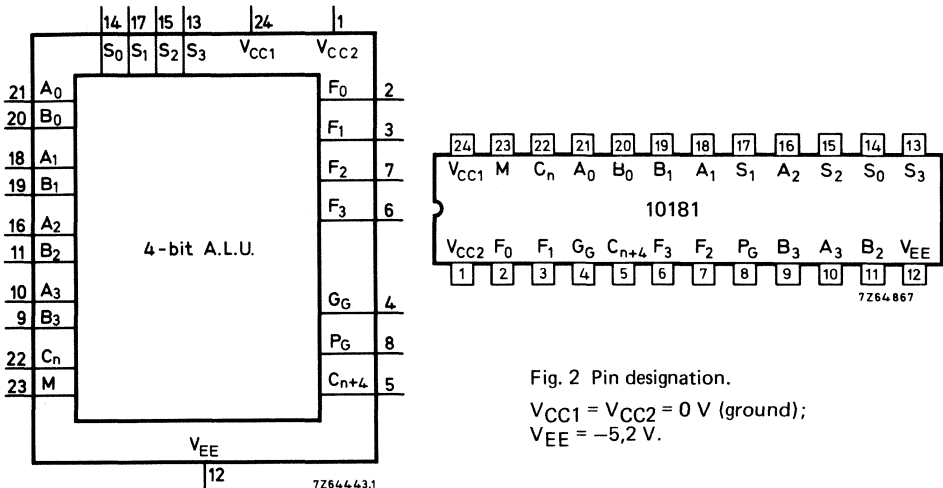 14 17 15 13 24 1
S0 S1 S2 S3 VCC1 VCC2
21 A0 F0 2
20 B0
F1 3
18 A1
19 B1 F2 7
16 A2 F3 6
11 B2 4-bit A.L.U.
10 A3 GG 4
9 B3
22 Cn PG 8
23 M Cn+4 5
VEE
12
7Z64443.1
24 23 22 21 20 19 18 17 16 15 14 13
VCC1 M Cn A0 B0 B1 A1 S1 A2 S2 S0 S3
10181
VCC2 F0 F1 GG Cn+4 F3 F2 PG B3 A3 B2 VEE
1 2 3 4 5 6 7 8 9 10 11 12
7Z64867
Fig. 2 Pin designation.
VCC1 = VCC2 = 0 V (ground);
VEE = −5,2 V.